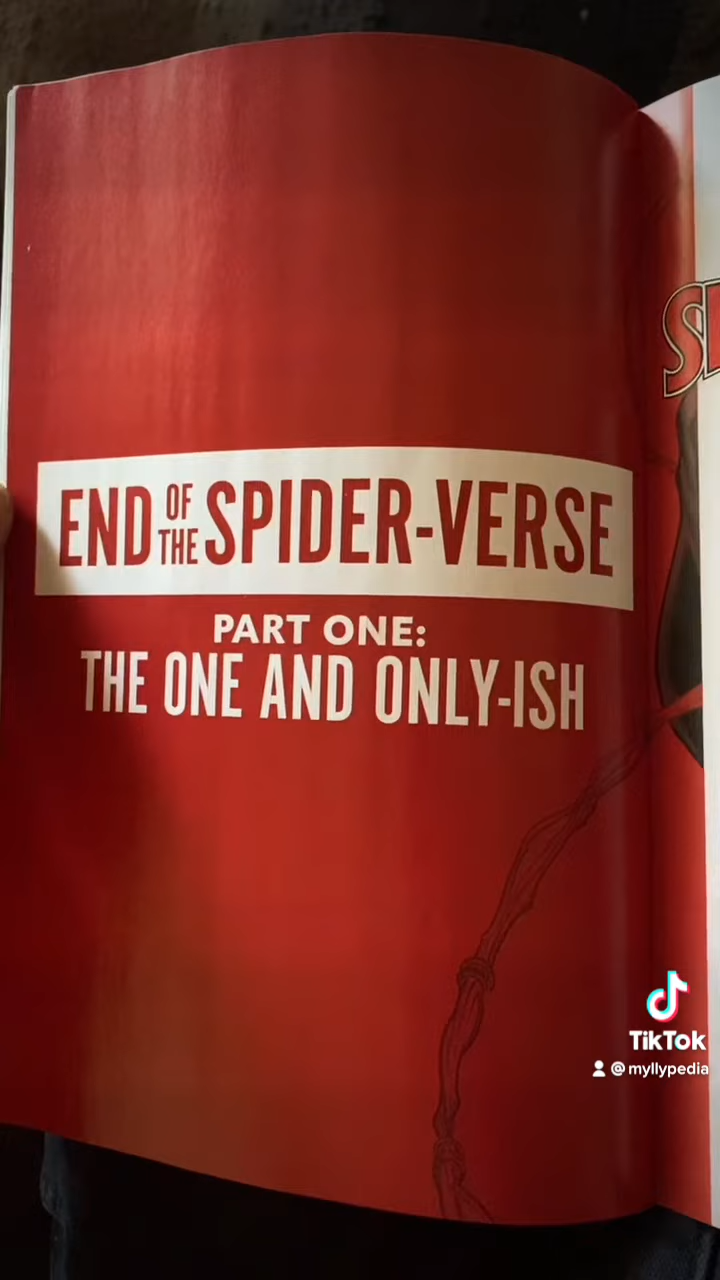 END OF THE SPIDER-VERSE
PART ONE:
THE ONE AND ONLY-ISH
TikTok
@myllypedia